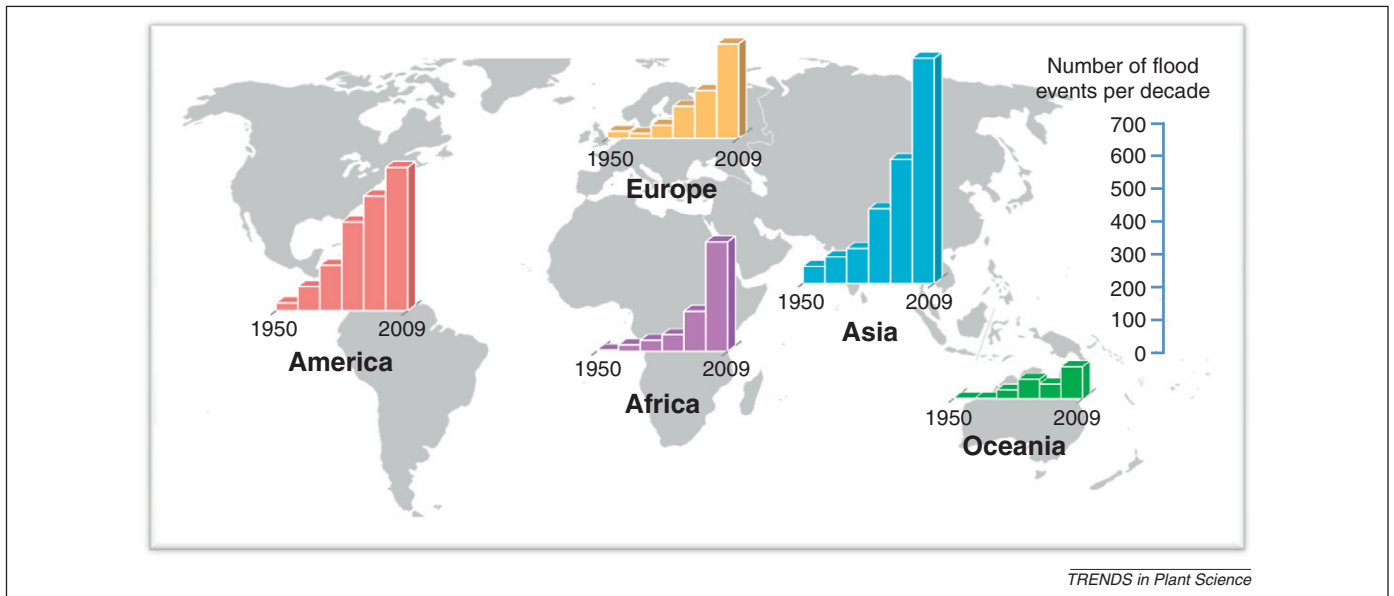 Number of flood
events per decade
700
600
500
400
300
200
100
0
1950 2009
Europe
1950 2009
America
1950 2009
Africa
1950 2009
Asia
1950 2009
Oceania
TRENDS in Plant Science